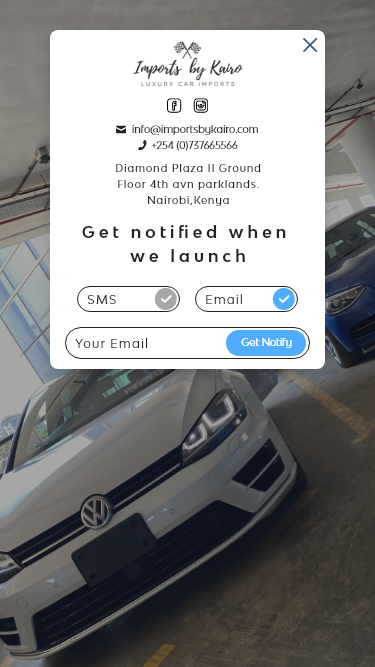 Imports by Kairo
LUXURY CAR IMPORTS
info@importsbykairo.com
+254 (0)737665566
Diamond Plaza II Ground
Floor 4th avn parklands.
Nairobi,Kenya
Get notified when
we launch
SMS
Email
Your Email
Get Notify